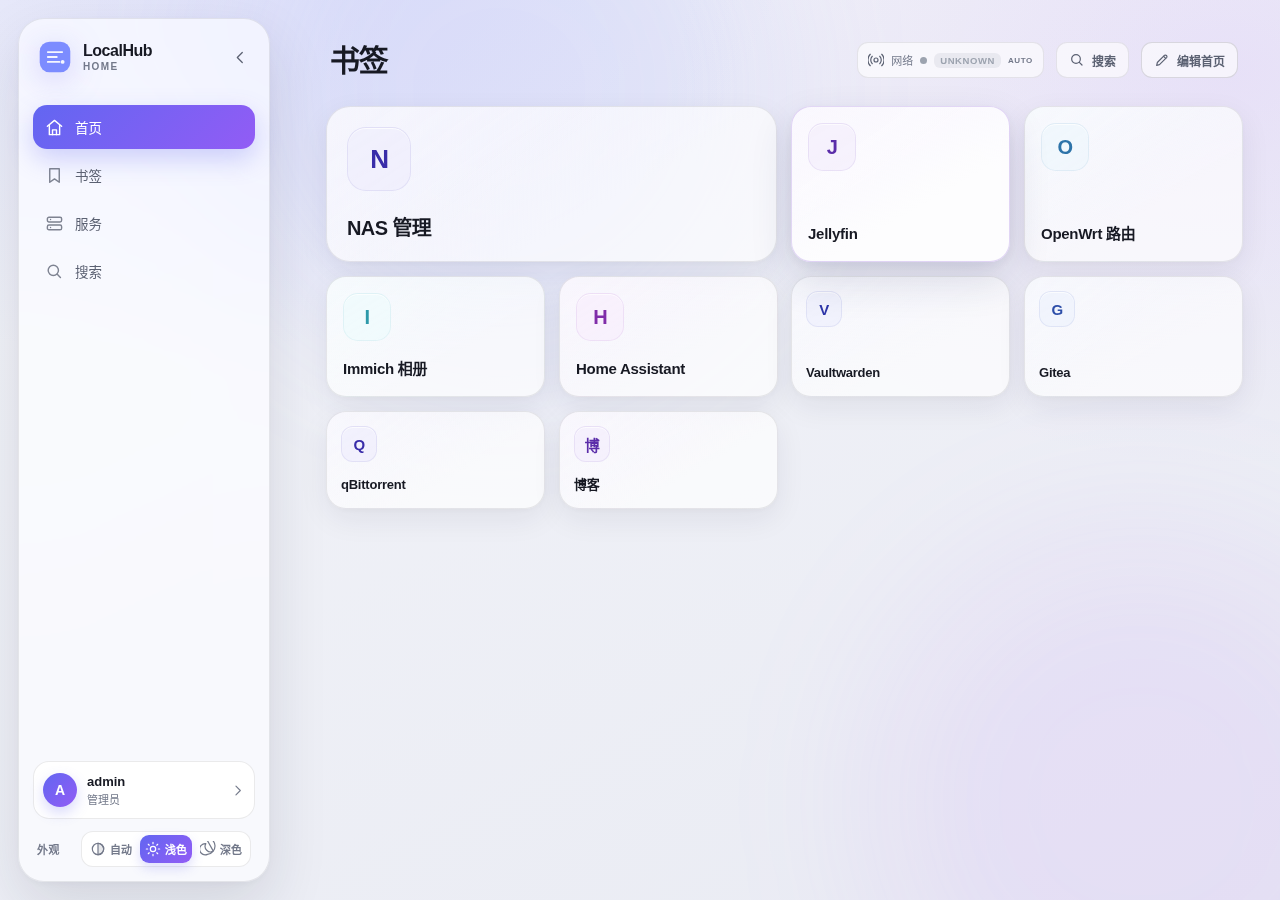 LocalHub
HOME
首页
书签
服务
搜索
A
admin
管理员
外观
自动
浅色
深色
书签
网络
UNKNOWN
AUTO
搜索
编辑首页
N
NAS 管理
J
Jellyfin
O
OpenWrt 路由
I
Immich 相册
H
Home Assistant
V
Vaultwarden
G
Gitea
Q
qBittorrent
博
博客